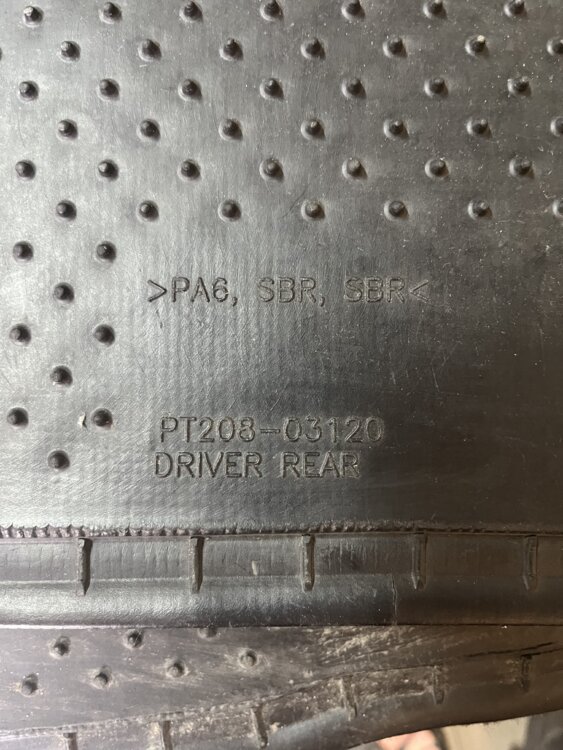 >PA6, SBR, SBR<
PT208-03120
DRIVER REAR